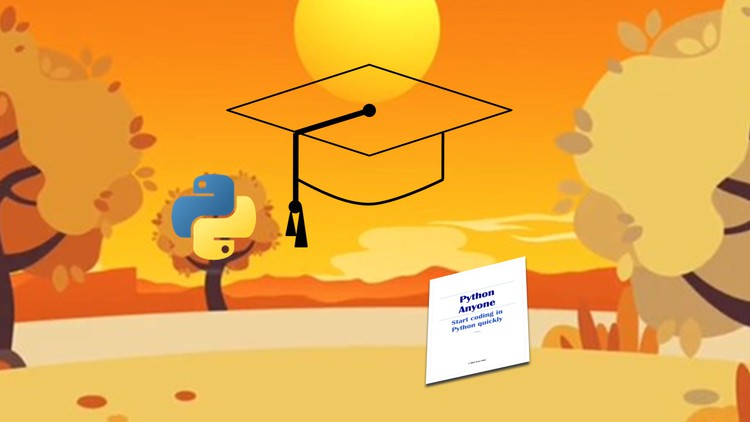 Python
Anyone
Start coding in
Python quickly